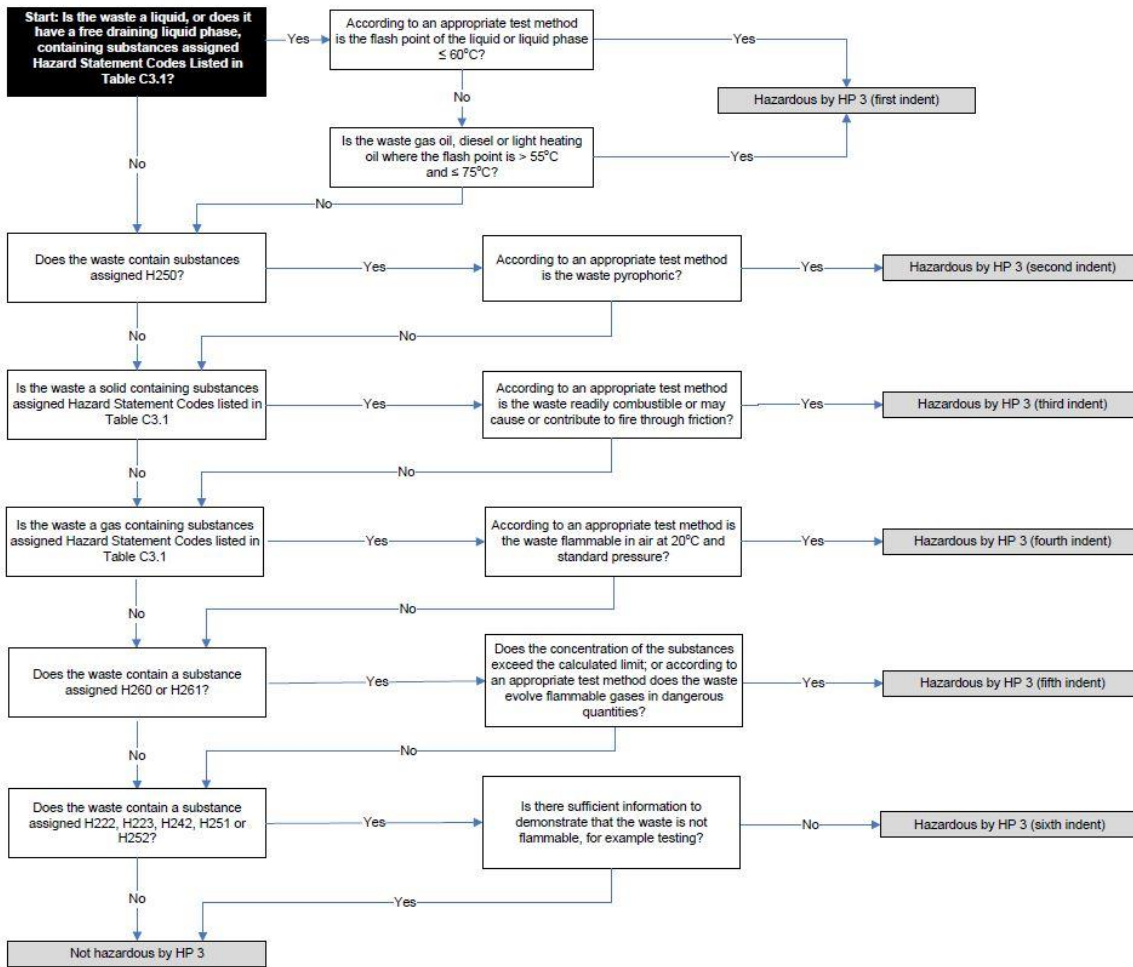 Start: Is the waste a liquid, or does it
have a free draining liquid phase,
containing substances assigned
Hazard Statement Codes Listed in
Table C3.1?
Yes
According to an appropriate test method
is the flash point of the liquid or liquid phase
≤ 60°C?
Yes
No
Hazardous by HP 3 (first indent)
No
Is the waste gas oil, diesel or light heating
oil where the flash point is > 55°C
and ≤ 75°C?
Yes
No
Does the waste contain substances
assigned H250?
Yes
According to an appropriate test method
is the waste pyrophoric?
Yes
Hazardous by HP 3 (second indent)
No
No
Is the waste a solid containing substances
assigned Hazard Statement Codes listed in
Table C3.1
Yes
According to an appropriate test method
is the waste readily combustible or may
cause or contribute to fire through friction?
Yes
Hazardous by HP 3 (third indent)
No
No
Is the waste a gas containing substances
assigned Hazard Statement Codes listed in
Table C3.1
Yes
According to an appropriate test method is
the waste flammable in air at 20°C and
standard pressure?
Yes
Hazardous by HP 3 (fourth indent)
No
No
Does the waste contain a substance
assigned H260 or H261?
Yes
Does the concentration of the substances
exceed the calculated limit; or according to
an appropriate test method does the waste
evolve flammable gases in dangerous
quantities?
Yes
Hazardous by HP 3 (fifth indent)
No
No
Does the waste contain a substance
assigned H222, H223, H242, H251 or
H252?
Yes
Is there sufficient information to
demonstrate that the waste is not
flammable, for example testing?
No
Hazardous by HP 3 (sixth indent)
No
Yes
Not hazardous by HP 3